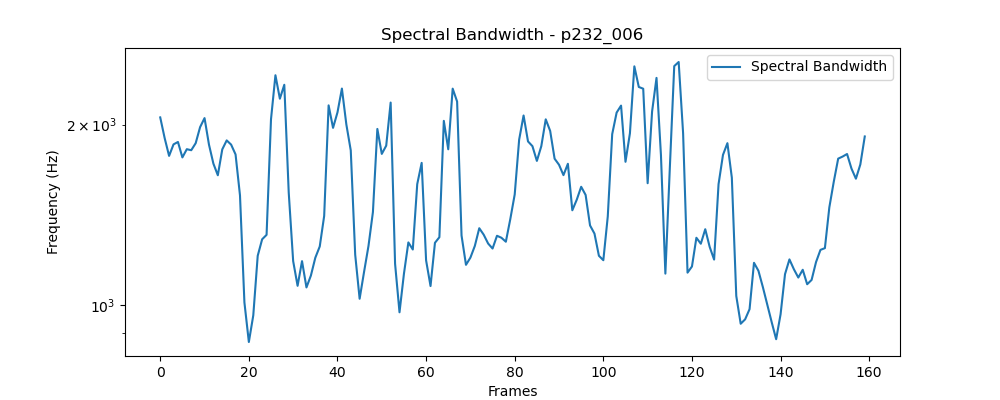 Spectral Bandwidth - p232_006
Spectral Bandwidth
Frequency (Hz)
2 × 10³
10³
0 20 40 60 80 100 120 140 160
Frames